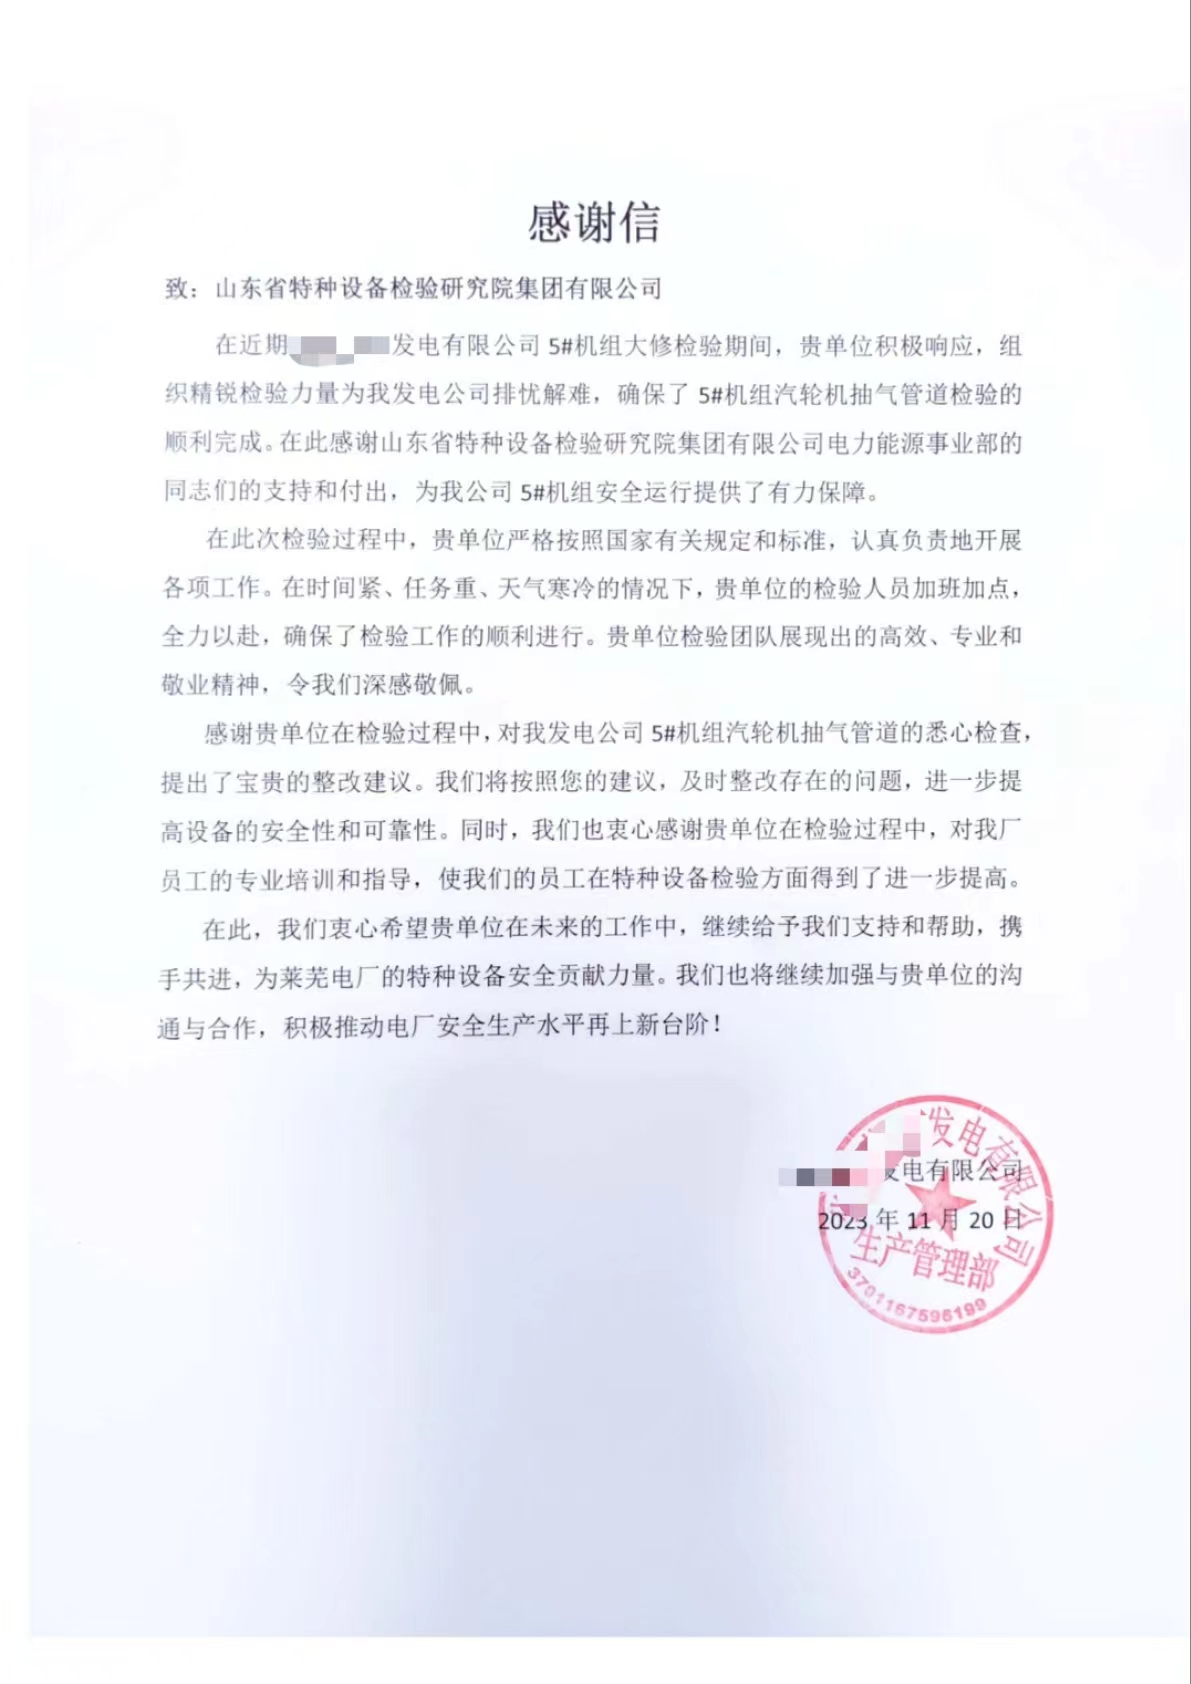 感谢信
致：山东省特种设备检验研究院集团有限公司
在近期发电有限公司5#机组大修检验期间，贵单位积极响应，组
织精锐检验力量为我发电公司排忧解难，确保了5#机组汽轮机抽气管道检验的
顺利完成。在此感谢山东省特种设备检验研究院集团有限公司电力能源事业部的
同志们的支持和付出，为我公司5#机组安全运行提供了有力保障。
在此次检验过程中，贵单位严格按照国家有关规定和标准，认真负责地开展
各项工作。在时间紧、任务重、天气寒冷的情况下，贵单位的检验人员加班加点，
全力以赴，确保了检验工作的顺利进行。贵单位检验团队展现出的高效、专业和
敬业精神，令我们深感敬佩。
感谢贵单位在检验过程中，对我发电公司5#机组汽轮机抽气管道的悉心检查，
提出了宝贵的整改建议。我们将按照您的建议，及时整改存在的问题，进一步提
高设备的安全性和可靠性。同时，我们也衷心感谢贵单位在检验过程中，对我厂
员工的专业培训和指导，使我们的员工在特种设备检验方面得到了进一步提高。
在此，我们衷心希望贵单位在未来的工作中，继续给予我们支持和帮助，携
手共进，为莱芜电厂的特种设备安全贡献力量。我们也将继续加强与贵单位的沟
通与合作，积极推动电厂安全生产水平再上新台阶！
发电有限公司
2023年11月20日
发电有限公司
生产管理部
3701167596199